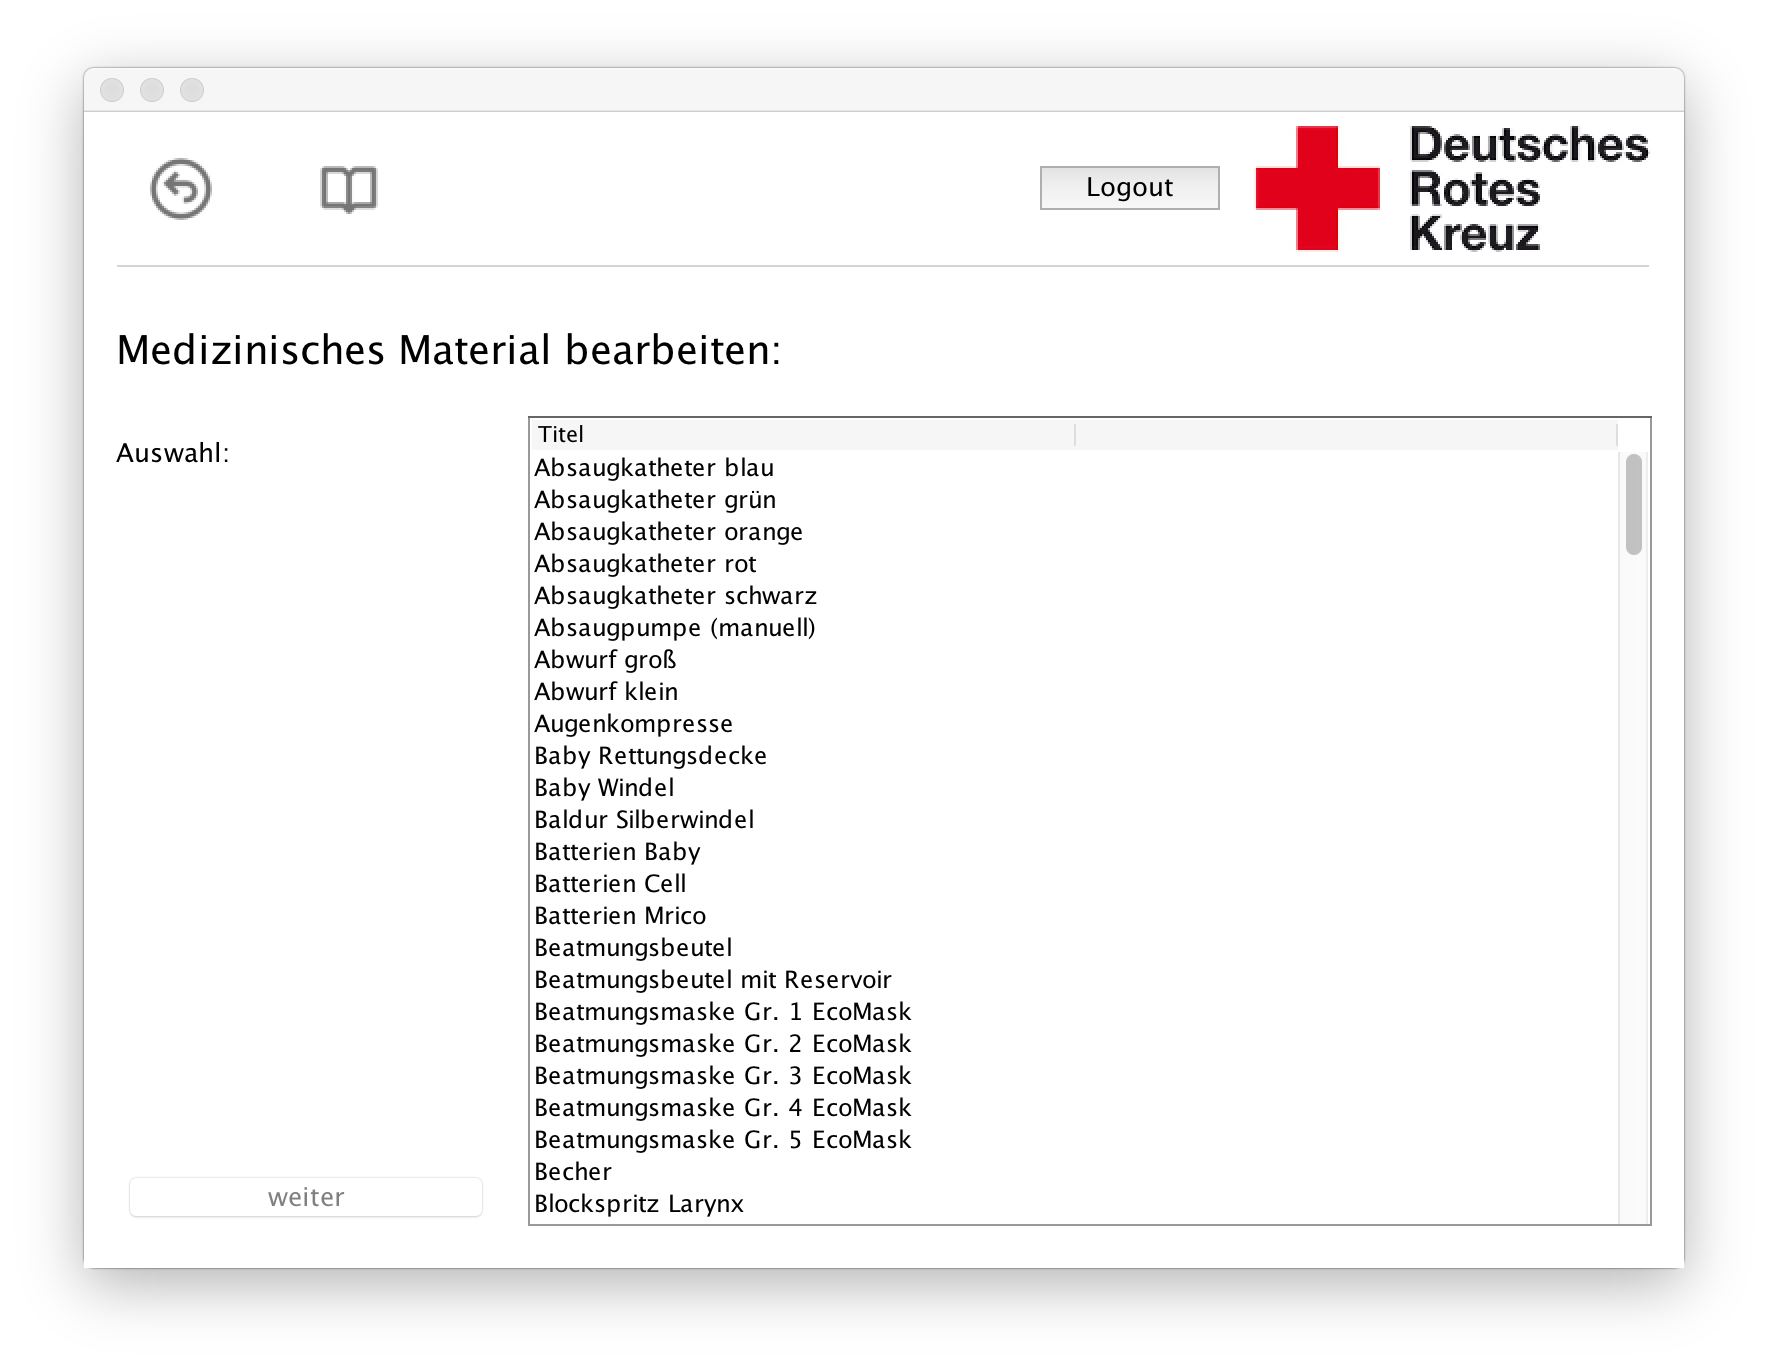 Logout
Deutsches
Rotes
Kreuz
Medizinisches Material bearbeiten:
Auswahl:
Titel
Absaugkatheter blau
Absaugkatheter grün
Absaugkatheter orange
Absaugkatheter rot
Absaugkatheter schwarz
Absaugpumpe (manuell)
Abwurf groß
Abwurf klein
Augenkompresse
Baby Rettungsdecke
Baby Windel
Baldur Silberwindel
Batterien Baby
Batterien Cell
Batterien Mrico
Beatmungsbeutel
Beatmungsbeutel mit Reservoir
Beatmungsmaske Gr. 1 EcoMask
Beatmungsmaske Gr. 2 EcoMask
Beatmungsmaske Gr. 3 EcoMask
Beatmungsmaske Gr. 4 EcoMask
Beatmungsmaske Gr. 5 EcoMask
Becher
Blockspritz Larynx
weiter